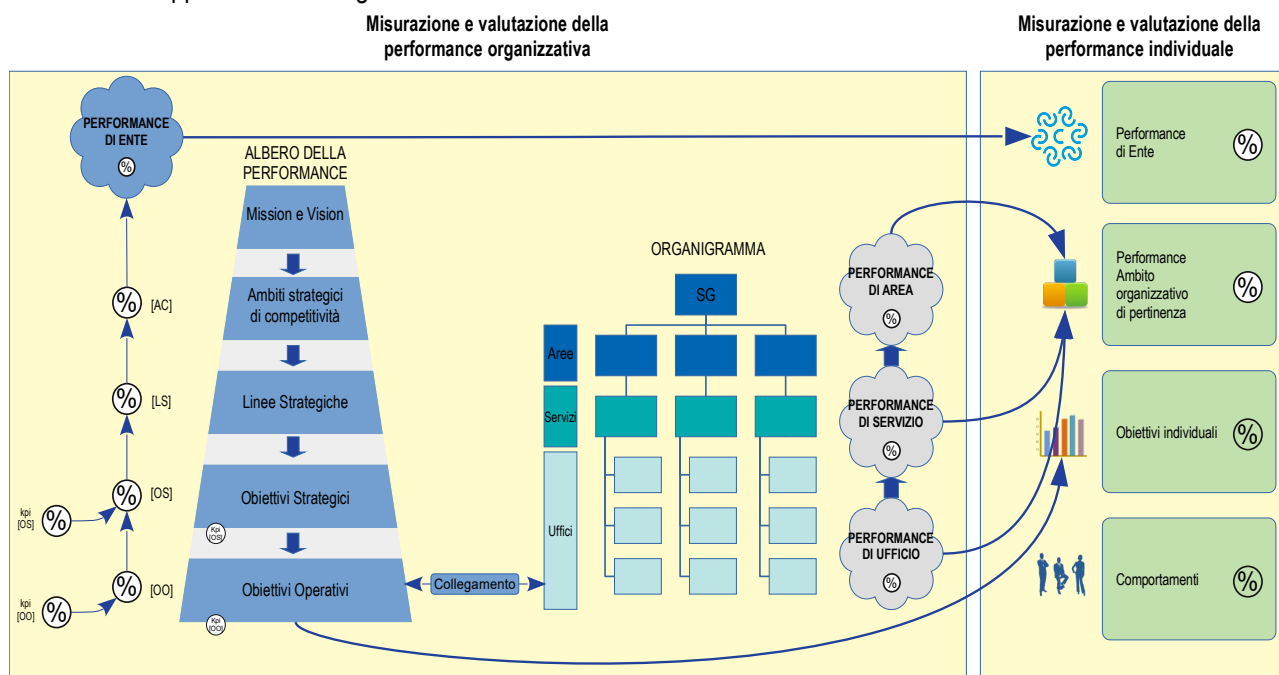 Misurazione e valutazione della
performance organizzativa
Misurazione e valutazione della
performance individuale
PERFORMANCE
DI ENTE
%
ALBERO DELLA
PERFORMANCE
Mission e Vision
Ambiti strategici
di competitività
Linee Strategiche
Obiettivi Strategici
Kpi
[OS]
Obiettivi Operativi
Kpi
[OO]
% [AC]
% [LS]
% [OS]
kpi
[OS]
%
% [OO]
kpi
[OO]
%
Collegamento
ORGANIGRAMMA
SG
Aree
Servizi
Uffici
PERFORMANCE
DI AREA
%
PERFORMANCE
DI SERVIZIO
%
PERFORMANCE
DI UFFICIO
%
Performance
di Ente
%
Performance
Ambito
organizzativo
di pertinenza
%
Obiettivi individuali
%
Comportamenti
%